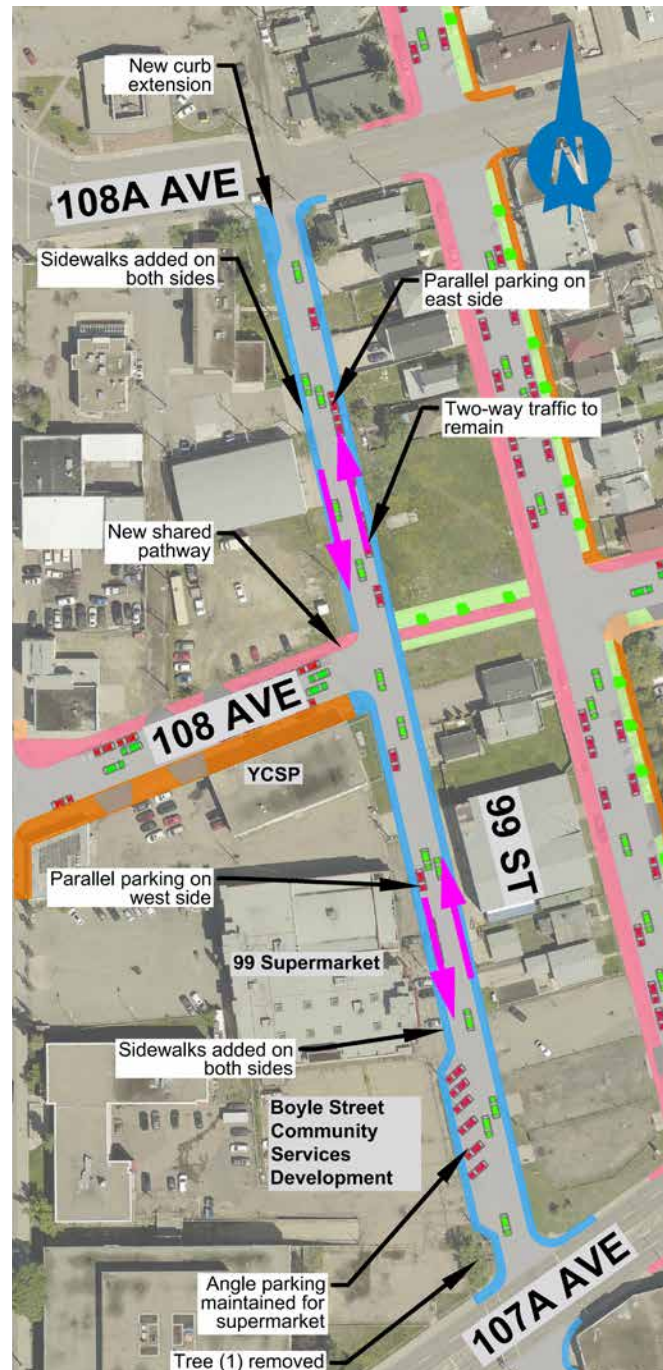 New curb
extension
N
108A AVE
Sidewalks added on
both sides
Parallel parking on
east side
Two-way traffic to
remain
New shared
pathway
108 AVE
YCSP
99 ST
Parallel parking on
west side
99 Supermarket
Sidewalks added on
both sides
Boyle Street
Community
Services
Development
Angle parking
maintained for
supermarket
107A AVE
Tree (1) removed